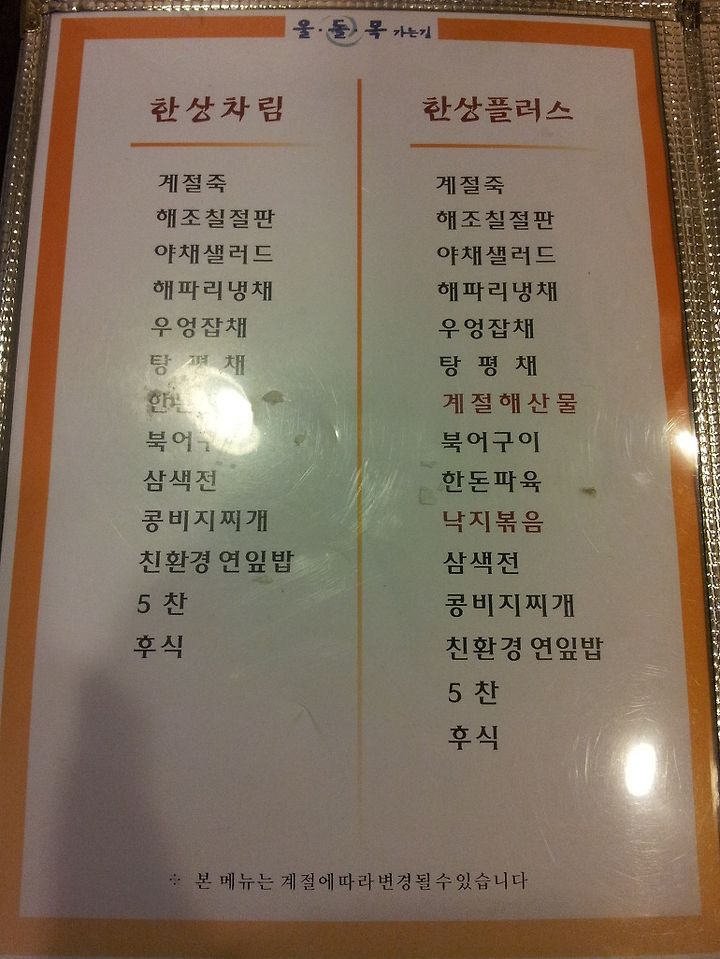 울·돌·목 가는길
한상차림
계절죽
해조칠절판
야채샐러드
해파리냉채
우엉잡채
탕 평 채
북어구이
삼색전
콩비지찌개
친환경 연잎밥
5 찬
후식
한상플러스
계절죽
해조칠절판
야채샐러드
해파리냉채
우엉잡채
탕 평 채
계절해산물
북어구이
한돈파육
낙지볶음
삼색전
콩비지찌개
친환경 연잎밥
5 찬
후식
※ 본 메뉴는 계절에따라변경될수있습니다